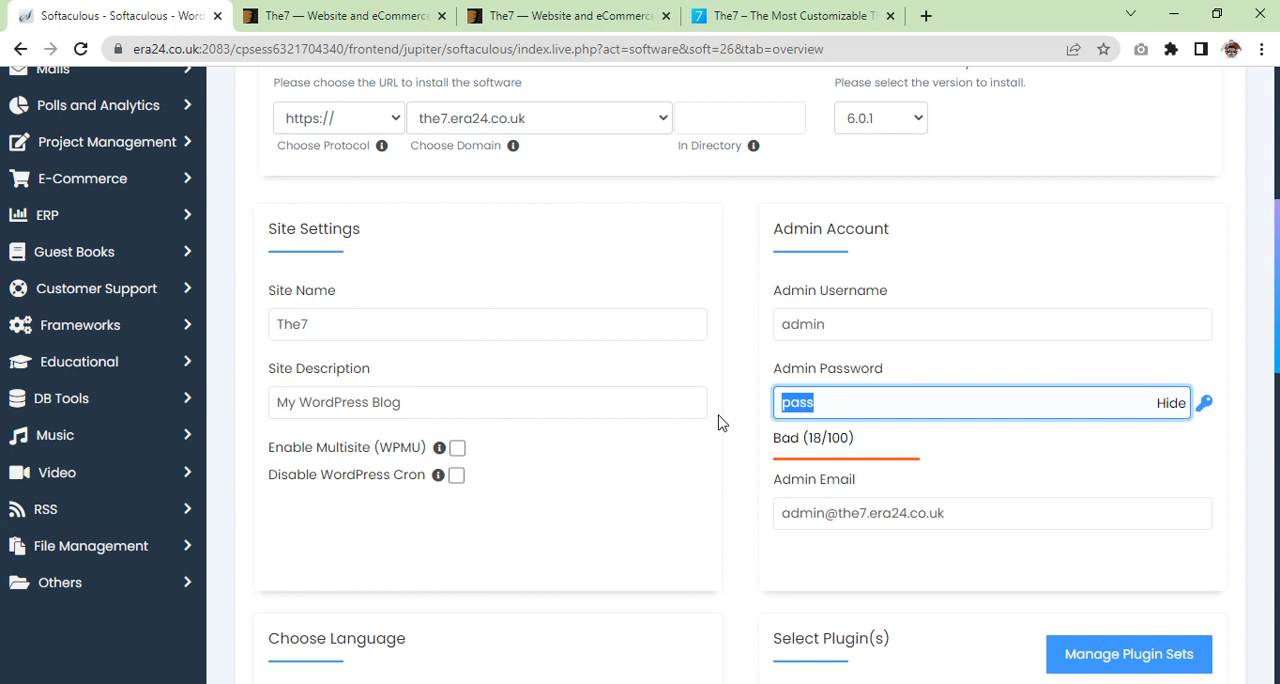 Softaculous - Softaculous - Word
The7 — Website and eCommerce
The7 — Website and eCommerce
7
The7 – The Most Customizable T
era24.co.uk:2083/cpsess6321704340/frontend/jupiter/softaculous/index.live.php?act=software&soft=26&tab=overview
Mails
Polls and Analytics
Project Management
E-Commerce
ERP
Guest Books
Customer Support
Frameworks
Educational
DB Tools
Music
Video
RSS
File Management
Others
Please choose the URL to install the software
https://
the7.era24.co.uk
Choose Protocol
Choose Domain
In Directory
Please select the version to install.
6.0.1
Site Settings
Site Name
The7
Site Description
My WordPress Blog
Enable Multisite (WPMU)
Disable WordPress Cron
Admin Account
Admin Username
admin
Admin Password
pass Hide
Bad (18/100)
Admin Email
admin@the7.era24.co.uk
Choose Language
Select Plugin(s)
Manage Plugin Sets